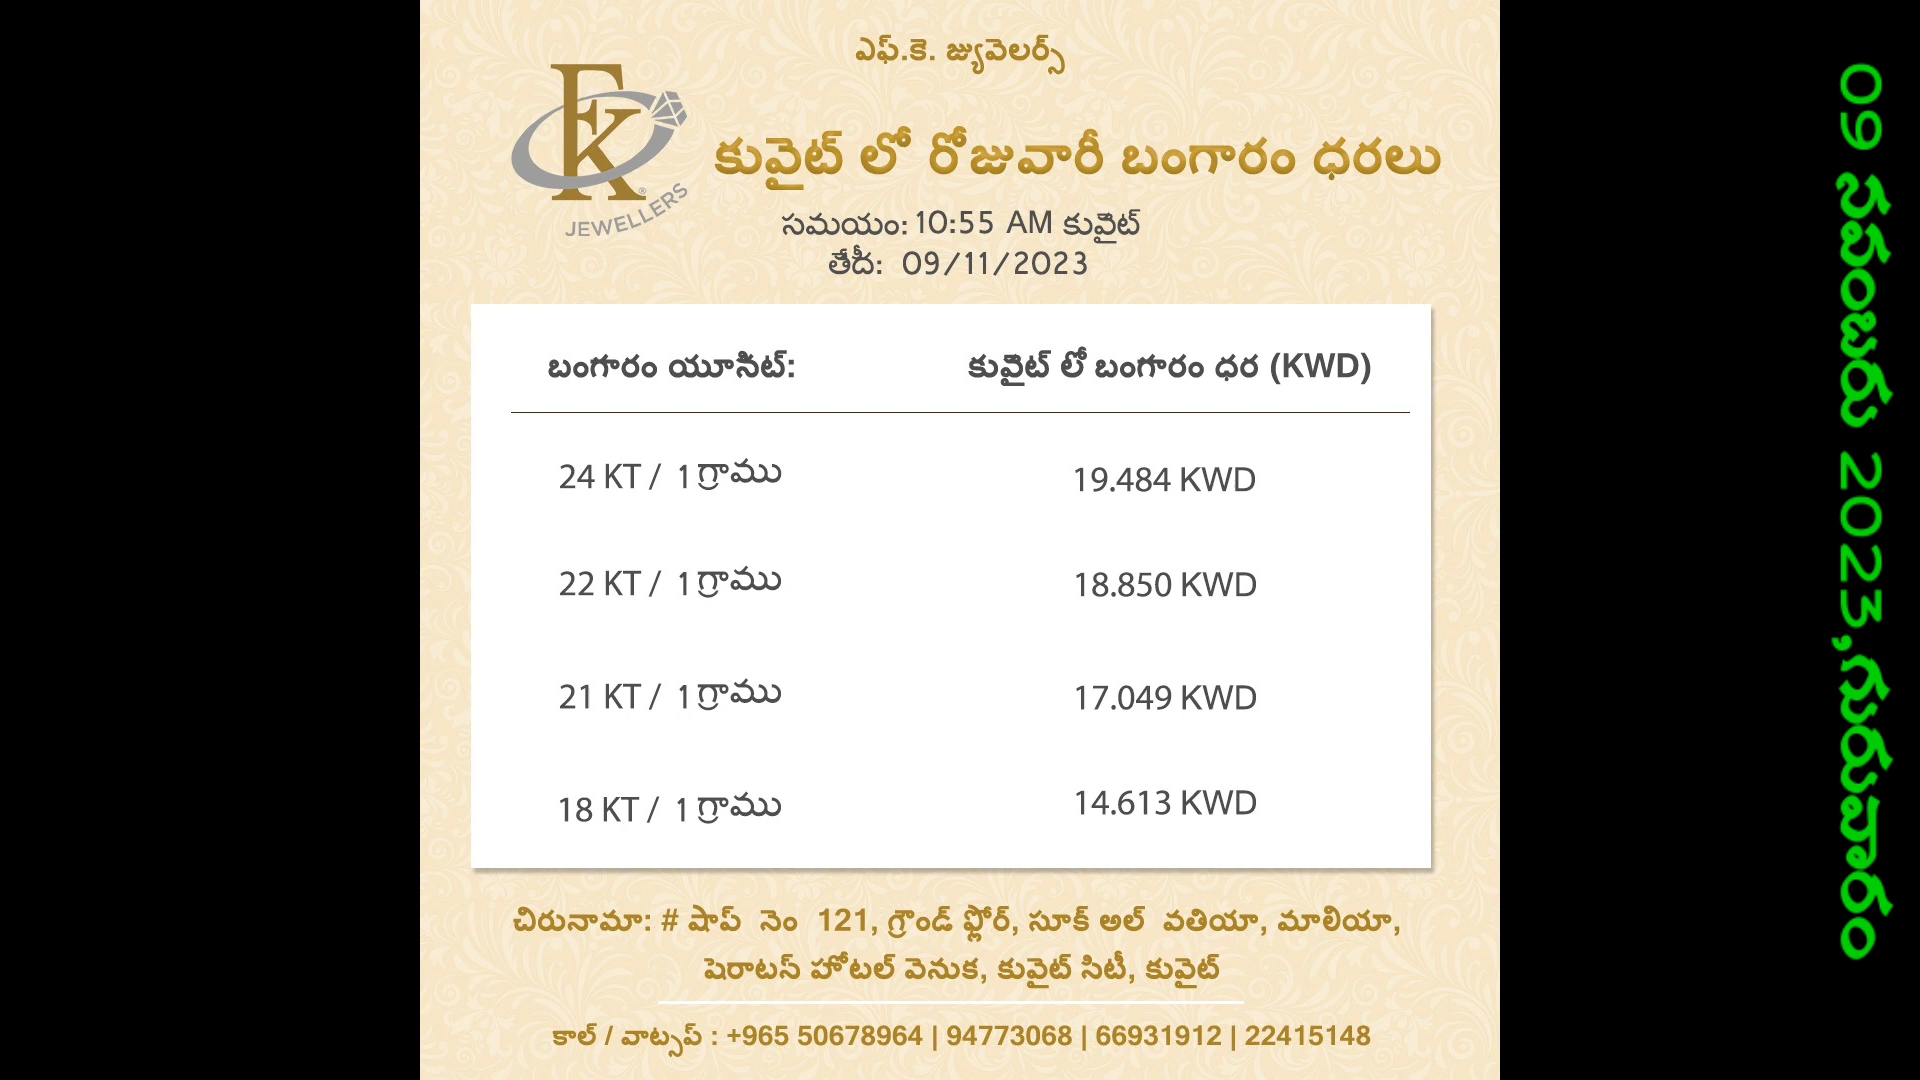 ఎఫ్.కె. జ్యువెలర్స్
FK
JEWELLERS
కువైట్ లో రోజువారీ బంగారం ధరలు
సమయం: 10:55 AM కువైట్
తేదీ: 09/11/2023
బంగారం యూనిట్: కువైట్ లో బంగారం ధర (KWD)
24 KT / 1 గ్రాము 19.484 KWD
22 KT / 1 గ్రాము 18.850 KWD
21 KT / 1 గ్రాము 17.049 KWD
18 KT / 1 గ్రాము 14.613 KWD
చిరునామా: # షాప్ నెం 121, గ్రౌండ్ ఫ్లోర్, సూక్ అల్ వతియా, మాలియా,
షెరాటన్ హోటల్ వెనుక, కువైట్ సిటీ, కువైట్
కాల్ / వాట్సప్ : +965 50678964 | 94773068 | 66931912 | 22415148
09 నవంబరు 2023,గురువారం